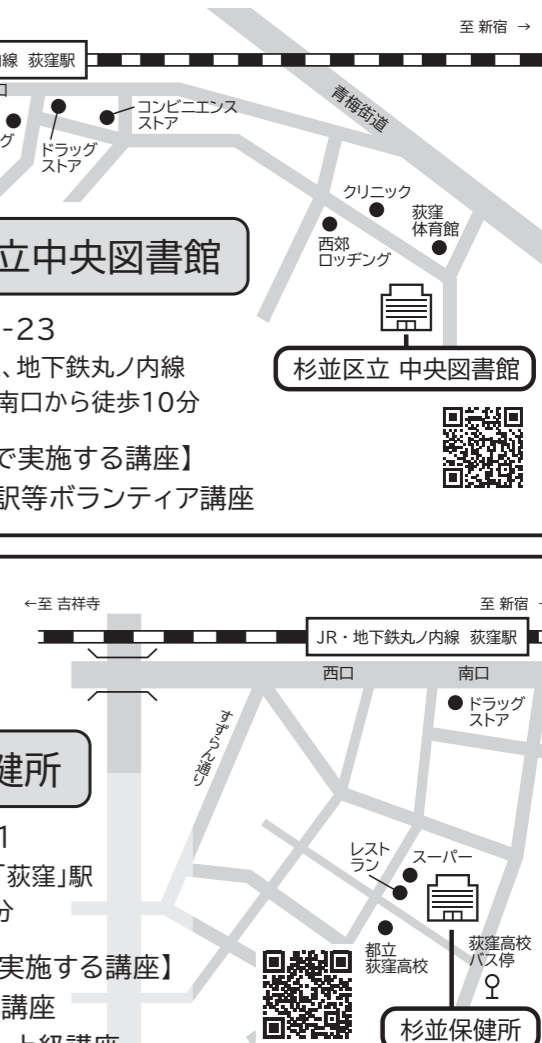 至 新宿 →
線 荻窪駅
口
青梅街道
コンビニエンス
ストア
グ
ドラッグ
ストア
クリニック
荻窪
体育館
西郊
ロッヂング
立中央図書館
-23
、地下鉄丸ノ内線
南口から徒歩10分
杉並区立 中央図書館
で実施する講座】
訳等ボランティア講座
←至 吉祥寺
至 新宿
JR・地下鉄丸ノ内線 荻窪駅
西口
南口
ドラッグ
ストア
すずらん通り
健所
1
「荻窪」駅
分
レスト
ラン
スーパー
都立
荻窪高校
荻窪高校
バス停
実施する講座】
講座
上級講座
杉並保健所